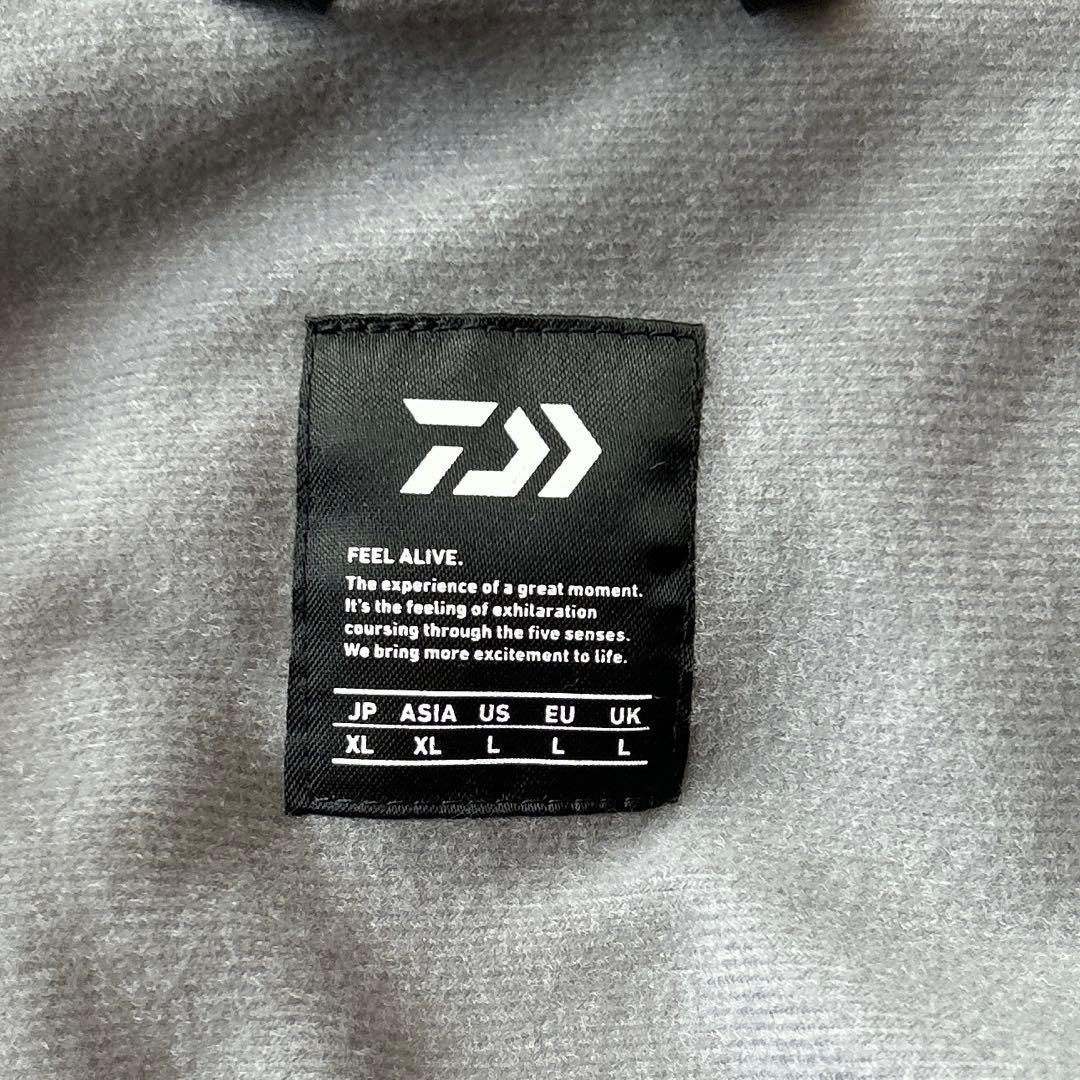 FEEL ALIVE.
The experience of a great moment.
It's the feeling of exhilaration
coursing through the five senses.
We bring more excitement to life.
JP ASIA US EU UK
XL XL L L L